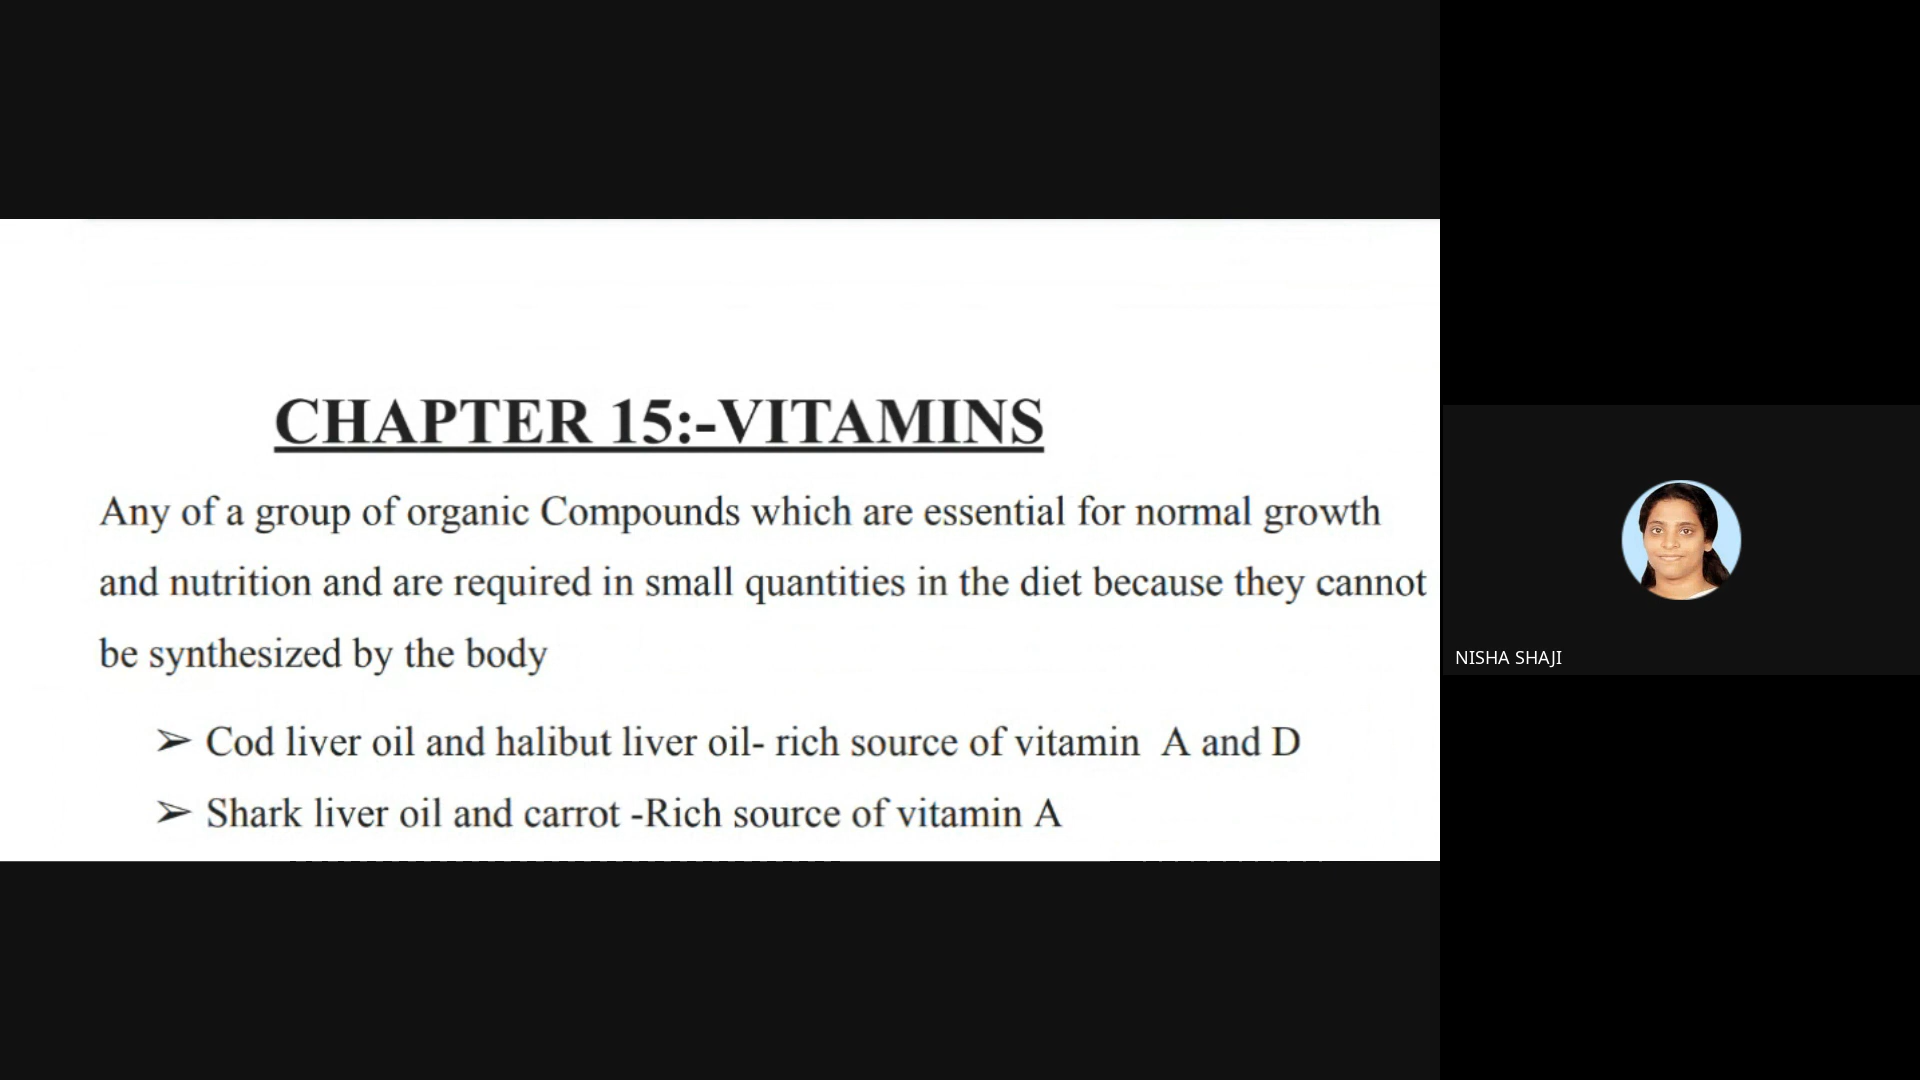 CHAPTER 15:-VITAMINS
Any of a group of organic Compounds which are essential for normal growth
and nutrition and are required in small quantities in the diet because they cannot
be synthesized by the body
➢ Cod liver oil and halibut liver oil- rich source of vitamin  A and D
➢ Shark liver oil and carrot -Rich source of vitamin A
NISHA SHAJI